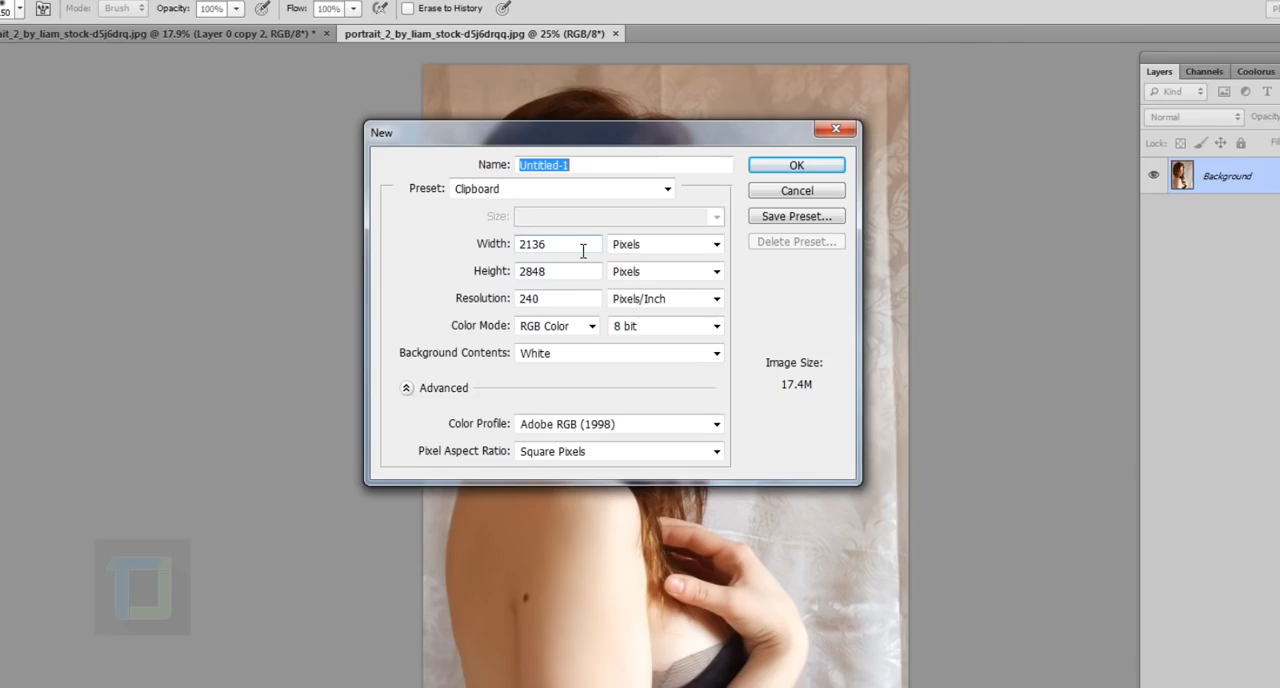 Mode: Brush Opacity: 100% Flow: 100% Erase to History
ait_2_by_liam_stock-d5j6drq.jpg @ 17.9% (Layer 0 copy 2, RGB/8*) * × portrait_2_by_liam_stock-d5j6drqq.jpg @ 25% (RGB/8*) ×
Layers Channels Coolorus
Kind
Normal Opacity
Lock:
Background
New
Name: Untitled-1 OK
Preset: Clipboard Cancel
Size: Save Preset...
Width: 2136 Pixels Delete Preset...
Height: 2848 Pixels
Resolution: 240 Pixels/Inch
Color Mode: RGB Color 8 bit
Background Contents: White
Image Size:
17.4M
Advanced
Color Profile: Adobe RGB (1998)
Pixel Aspect Ratio: Square Pixels